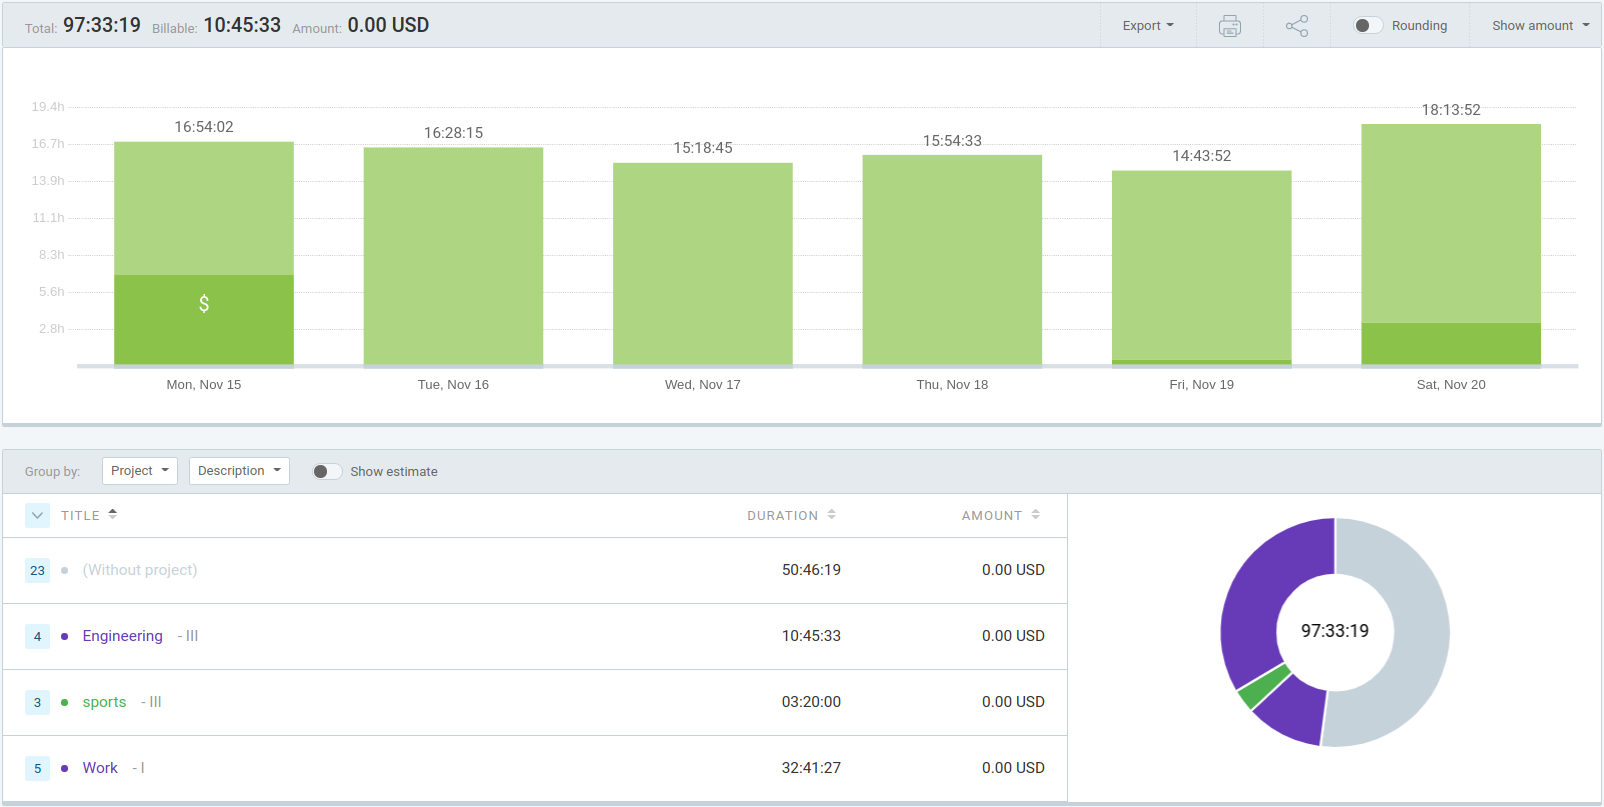 Total: 97:33:19 Billable: 10:45:33 Amount: 0.00 USD Export Rounding Show amount
19.4h
16.7h
13.9h
11.1h
8.3h
5.6h
2.8h
16:54:02 16:28:15 15:18:45 15:54:33 14:43:52 18:13:52
$
Mon, Nov 15 Tue, Nov 16 Wed, Nov 17 Thu, Nov 18 Fri, Nov 19 Sat, Nov 20
Group by: Project Description Show estimate
TITLE DURATION AMOUNT
23 (Without project) 50:46:19 0.00 USD
4 Engineering - III 10:45:33 0.00 USD
3 sports - III 03:20:00 0.00 USD
5 Work - I 32:41:27 0.00 USD
97:33:19